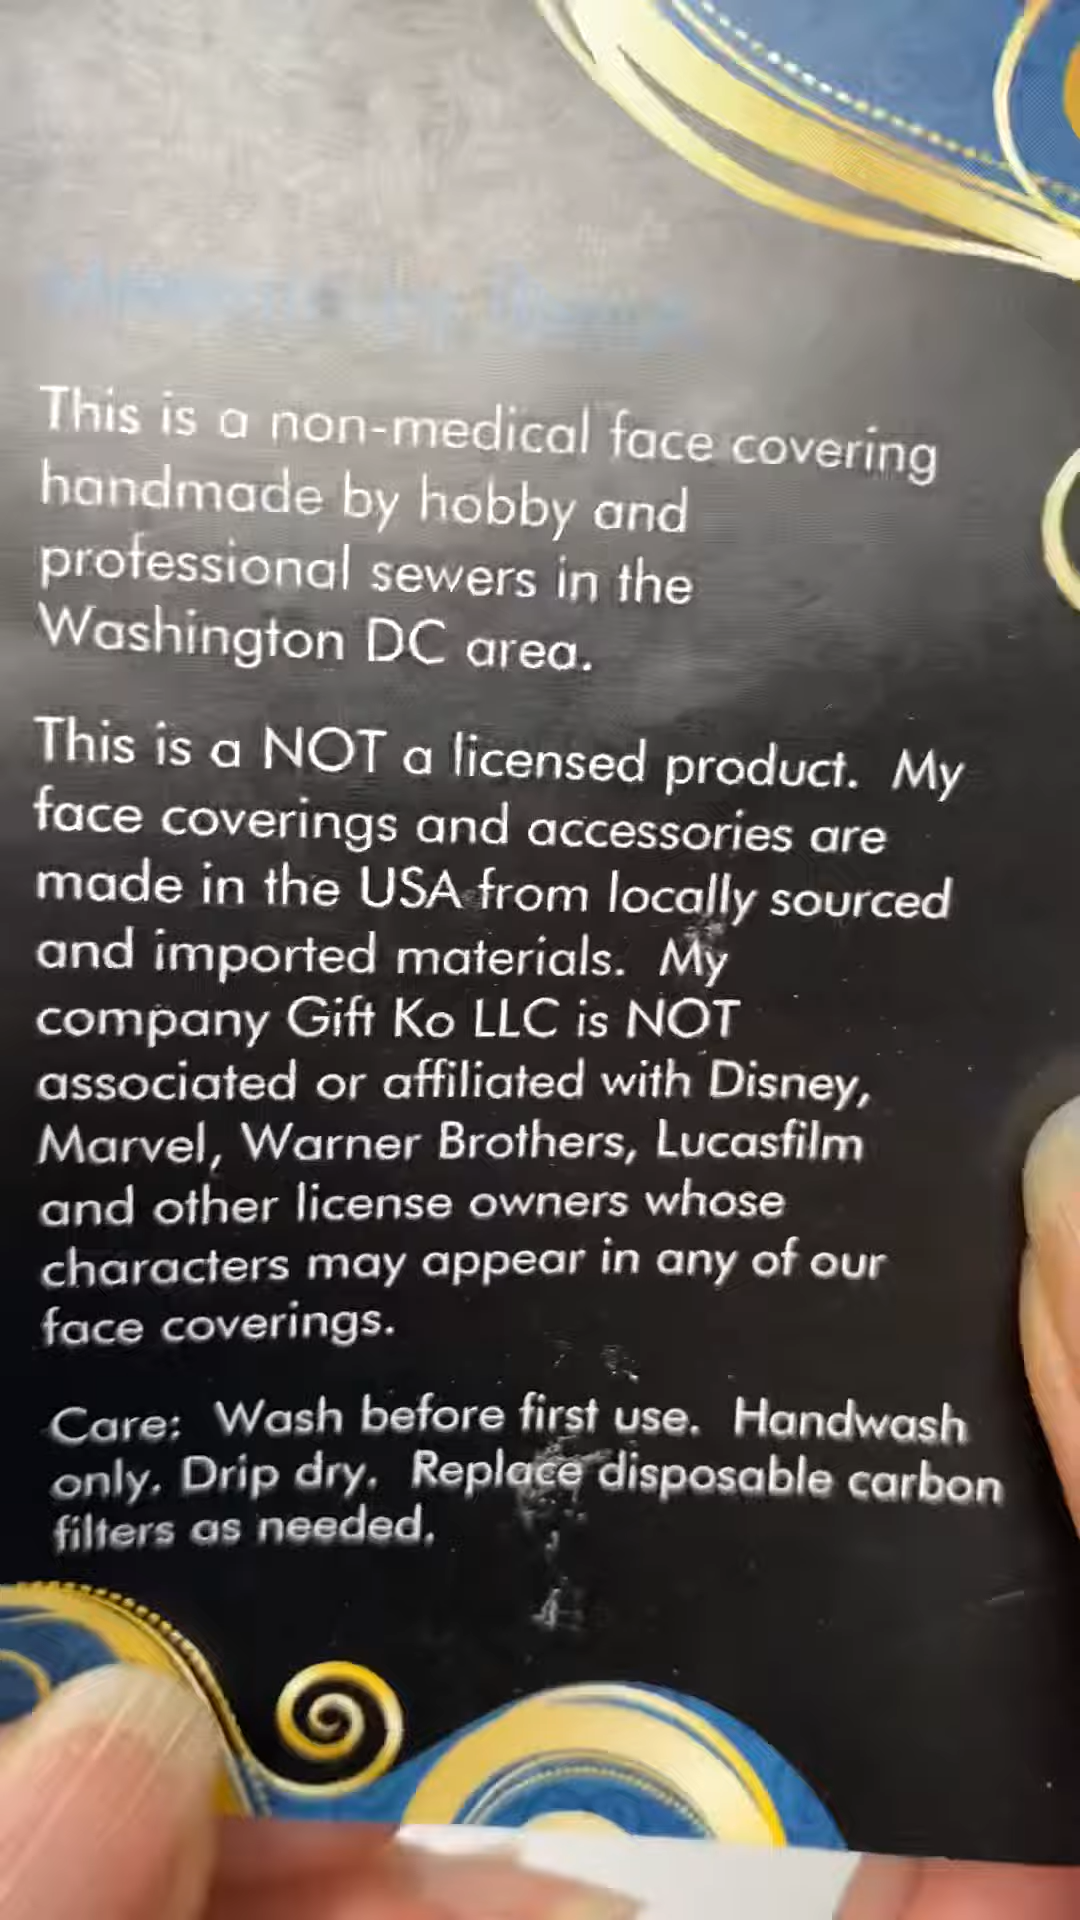 This is a non-medical face covering
handmade by hobby and
professional sewers in the
Washington DC area.
This is a NOT a licensed product. My
face coverings and accessories are
made in the USA from locally sourced
and imported materials. My
company Gift Ko LLC is NOT
associated or affiliated with Disney,
Marvel, Warner Brothers, Lucasfilm
and other license owners whose
characters may appear in any of our
face coverings.
Care: Wash before first use. Handwash
only. Drip dry. Replace disposable carbon
filters as needed.